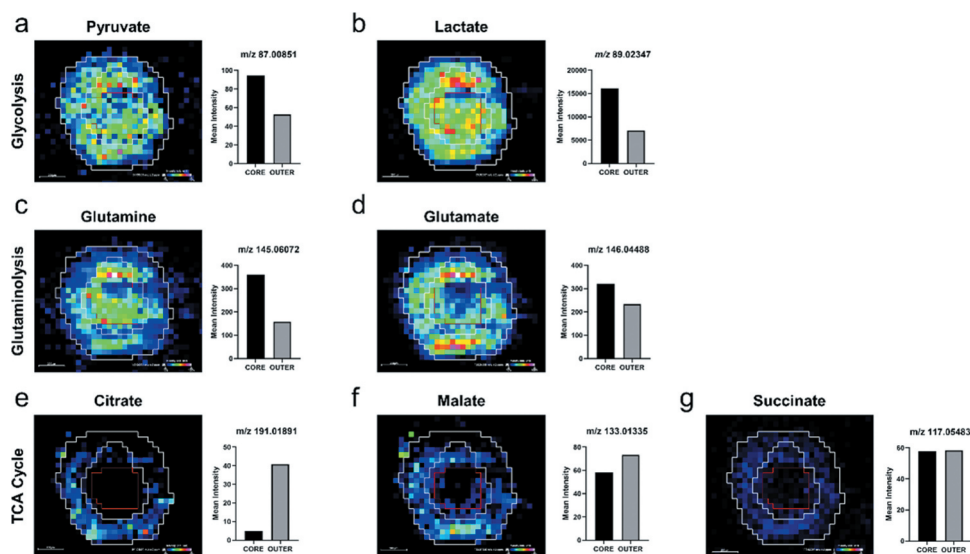 a
Pyruvate
m/z 87.00851
Glycolysis
Mean Intensity
100
80
60
40
20
0
CORE
OUTER
b
Lactate
m/z 89.02347
Mean Intensity
20000
15000
10000
5000
0
CORE
OUTER
c
Glutamine
m/z 145.06072
Glutaminolysis
Mean Intensity
400
300
200
100
0
CORE
OUTER
d
Glutamate
m/z 146.04488
Mean Intensity
400
300
200
100
0
CORE
OUTER
e
Citrate
m/z 191.01891
TCA Cycle
Mean Intensity
50
40
30
20
10
0
CORE
OUTER
f
Malate
m/z 133.01335
Mean Intensity
80
60
40
20
0
CORE
OUTER
g
Succinate
m/z 117.05483
Mean Intensity
80
60
40
20
0
CORE
OUTER